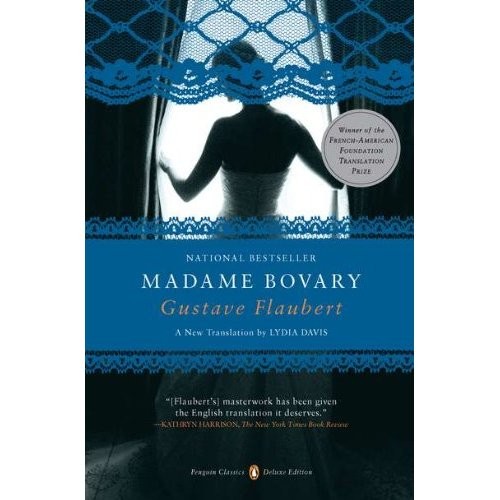 Winner of the
French-American
Foundation
Translation
Prize
NATIONAL BESTSELLER
MADAME BOVARY
Gustave Flaubert
A New Translation by LYDIA DAVIS
“[Flaubert’s] masterwork has been given
the English translation it deserves.”
—KATHRYN HARRISON, The New York Times Book Review
Penguin Classics Deluxe Edition